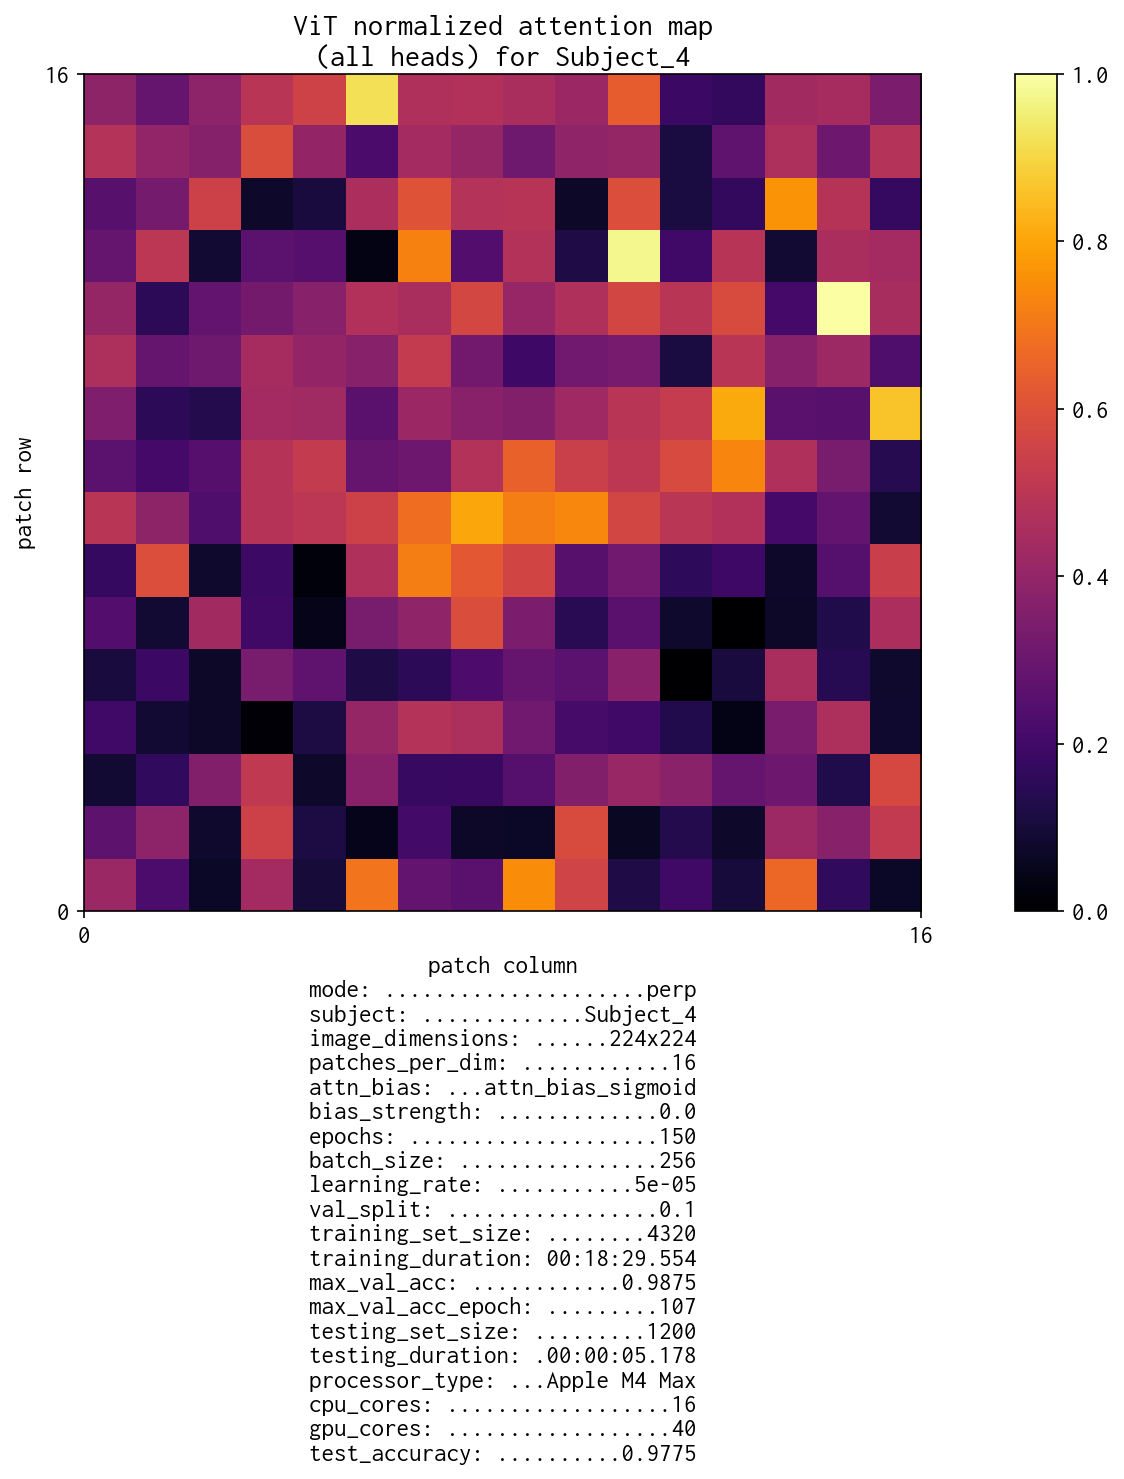 ViT normalized attention map
(all heads) for Subject_4
16
1.0
0.8
0.6
patch row
0.4
0.2
0
0.0
0
16
patch column
mode: .....................perp
subject: .............Subject_4
image_dimensions: ......224x224
patches_per_dim: ............16
attn_bias: ...attn_bias_sigmoid
bias_strength: .............0.0
epochs: ....................150
batch_size: ................256
learning_rate: ...........5e-05
val_split: .................0.1
training_set_size: ........4320
training_duration: 00:18:29.554
max_val_acc: ............0.9875
max_val_acc_epoch: .........107
testing_set_size: .........1200
testing_duration: .00:00:05.178
processor_type: ...Apple M4 Max
cpu_cores: ..................16
gpu_cores: ..................40
test_accuracy: ..........0.9775